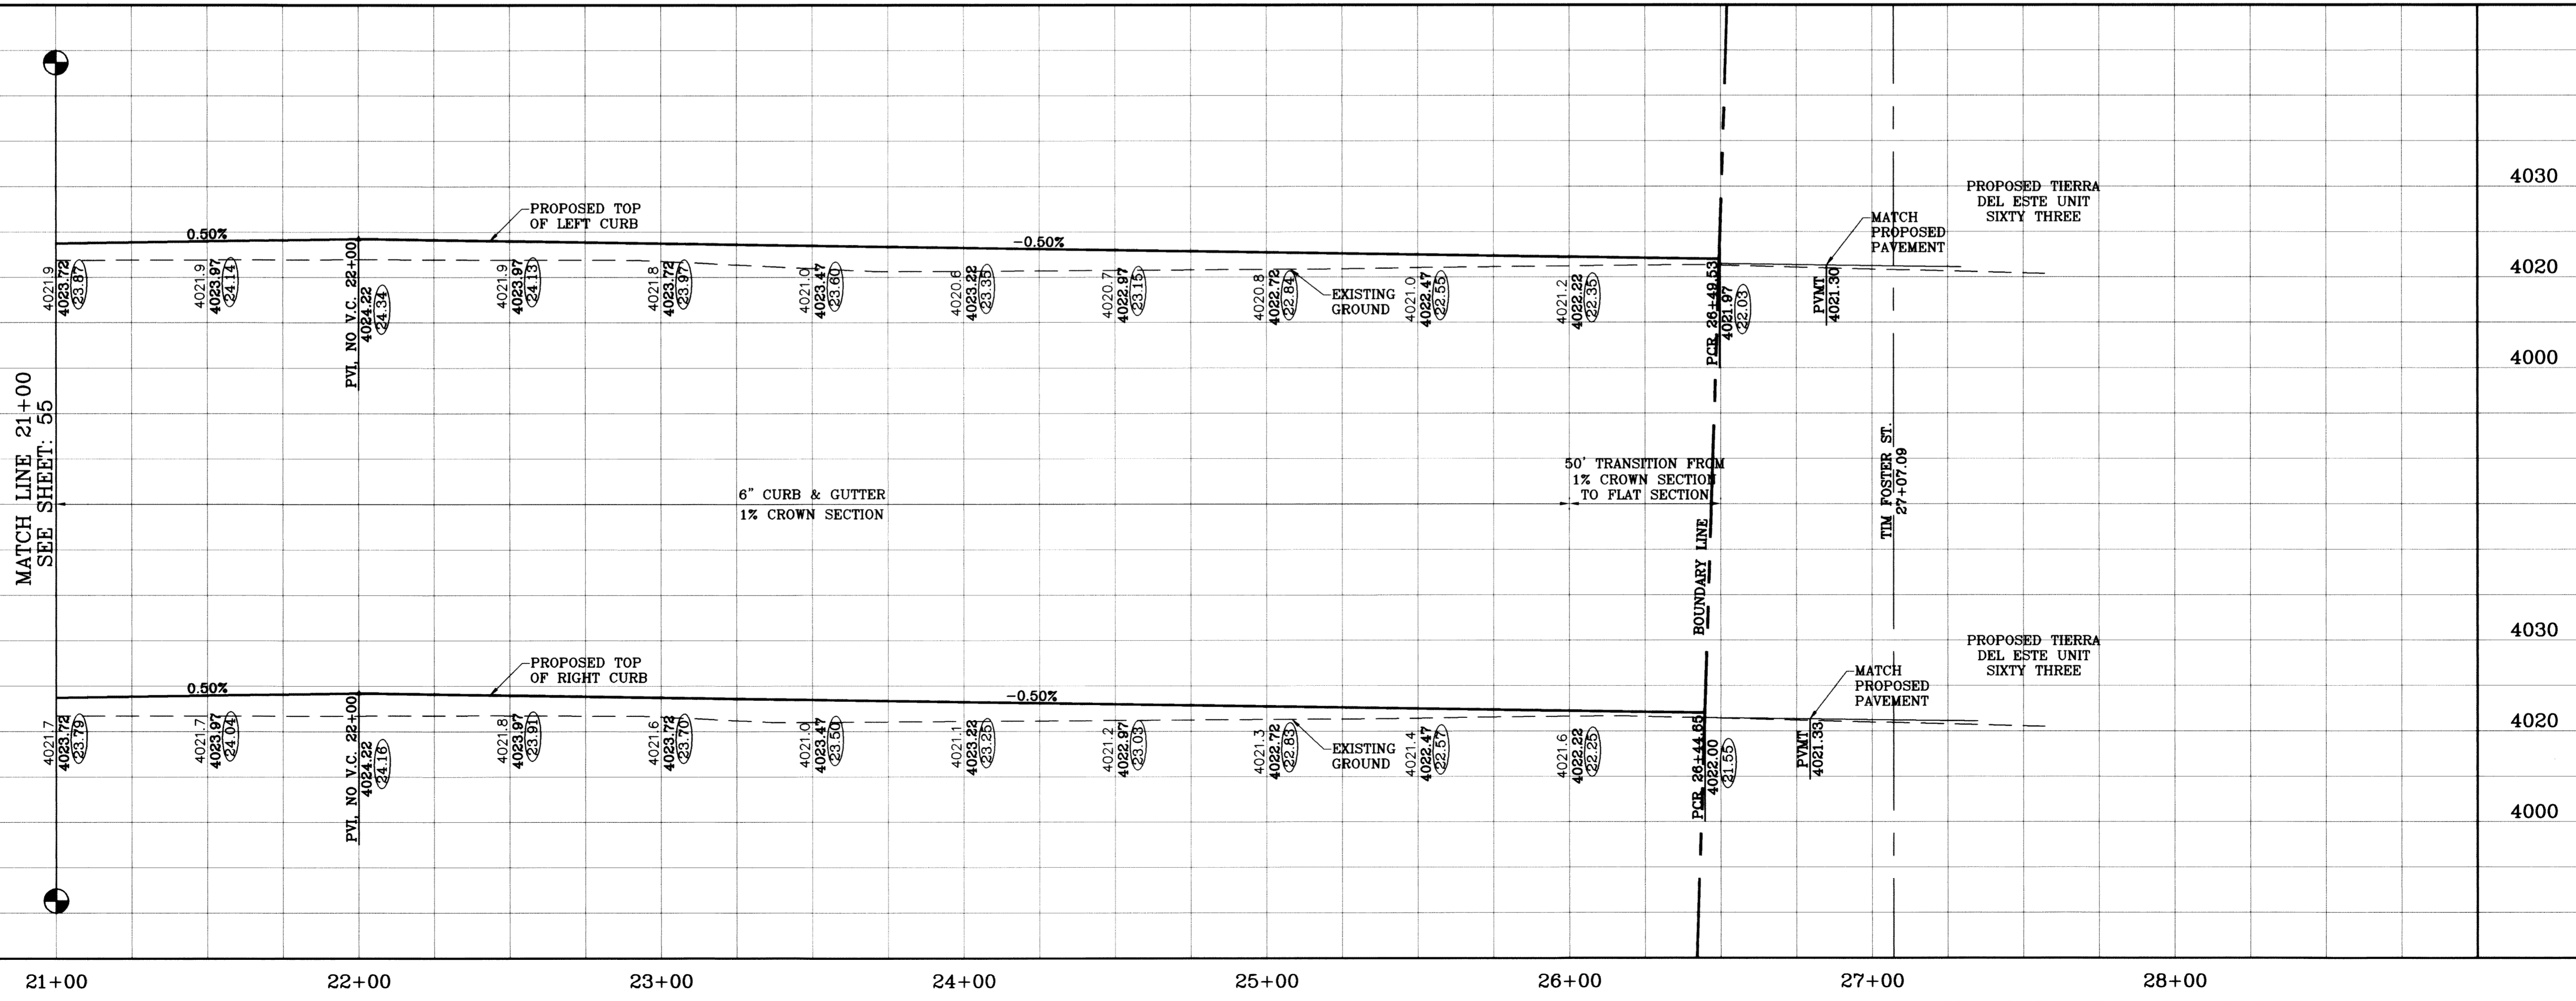 MATCH LINE 21+00
SEE SHEET: 55
0.50%
PROPOSED TOP
OF LEFT CURB
-0.50%
PROPOSED TIERRA
DEL ESTE UNIT
SIXTY THREE
MATCH
PROPOSED
PAVEMENT
4030
4020
4000
4021.9
4023.72
23.87
4021.9
4023.97
24.14
PVI, NO V.C. 22+00
4024.22
24.34
4021.9
4023.97
24.13
4021.8
4023.72
23.97
4021.0
4023.47
23.60
4020.6
4023.22
23.35
4020.7
4022.97
23.15
4020.8
4022.72
22.84
EXISTING
GROUND
4021.0
4022.47
22.55
4021.2
4022.22
22.35
PCR 26+49.53
4021.97
22.03
PVMT
4021.30
6" CURB & GUTTER
1% CROWN SECTION
50' TRANSITION FROM
1% CROWN SECTION
TO FLAT SECTION
BOUNDARY LINE
TIM FOSTER ST.
27+07.09
0.50%
PROPOSED TOP
OF RIGHT CURB
-0.50%
PROPOSED TIERRA
DEL ESTE UNIT
SIXTY THREE
MATCH
PROPOSED
PAVEMENT
4030
4020
4000
4021.7
4023.72
23.79
4021.7
4023.97
24.04
PVI, NO V.C. 22+00
4024.22
24.16
4021.8
4023.97
23.91
4021.6
4023.72
23.70
4021.0
4023.47
23.50
4021.1
4023.22
23.25
4021.2
4022.97
23.03
4021.3
4022.72
22.83
EXISTING
GROUND
4021.4
4022.47
22.57
4021.6
4022.22
22.25
PCR 26+44.65
4022.00
21.55
PVMT
4021.33
21+00
22+00
23+00
24+00
25+00
26+00
27+00
28+00